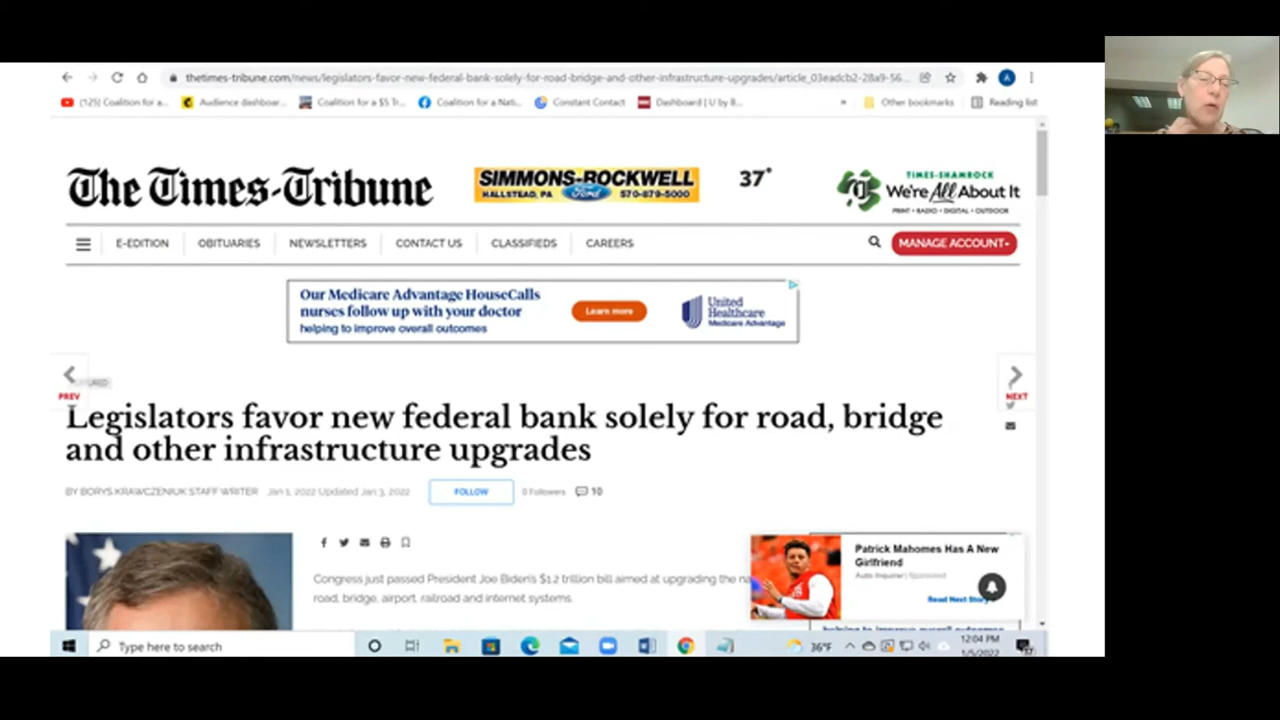 thetimes-tribune.com/news/legislators-favor-new-federal-bank-solely-for-road-bridge-and-other-infrastructure-upgrades/article_03eadcb2-28a9-56...
(125) Coalition for a... Audience dashboar... Coalition for a $5 Tr... Coalition for a Nati... Constant Contact Dashboard | U by B... » Other bookmarks Reading list
The Times-Tribune
SIMMONS-ROCKWELL
HALLSTEAD, PA Ford 570-879-5000
37°
TIMES-SHAMROCK
We're All About It
PRINT • RADIO • DIGITAL • OUTDOOR
E-EDITION OBITUARIES NEWSLETTERS CONTACT US CLASSIFIEDS CAREERS MANAGE ACCOUNT
Our Medicare Advantage HouseCalls
nurses follow up with your doctor
helping to improve overall outcomes
Learn more
United
Healthcare
Medicare Advantage
PREV
NEXT
Legislators favor new federal bank solely for road, bridge
and other infrastructure upgrades
BY BORYS KRAWCZENIUK STAFF WRITER Jan 1, 2022 Updated Jan 3, 2022 FOLLOW 0 Followers 10
Congress just passed President Joe Biden's $1.2 trillion bill aimed at upgrading the
road, bridge, airport, railroad and internet systems.
Patrick Mahomes Has A New
Girlfriend
Auto Inquirer | Sponsored
Read Next Story
helping to improve overall outcomes
Type here to search
36°F
12:04 PM
1/5/2022